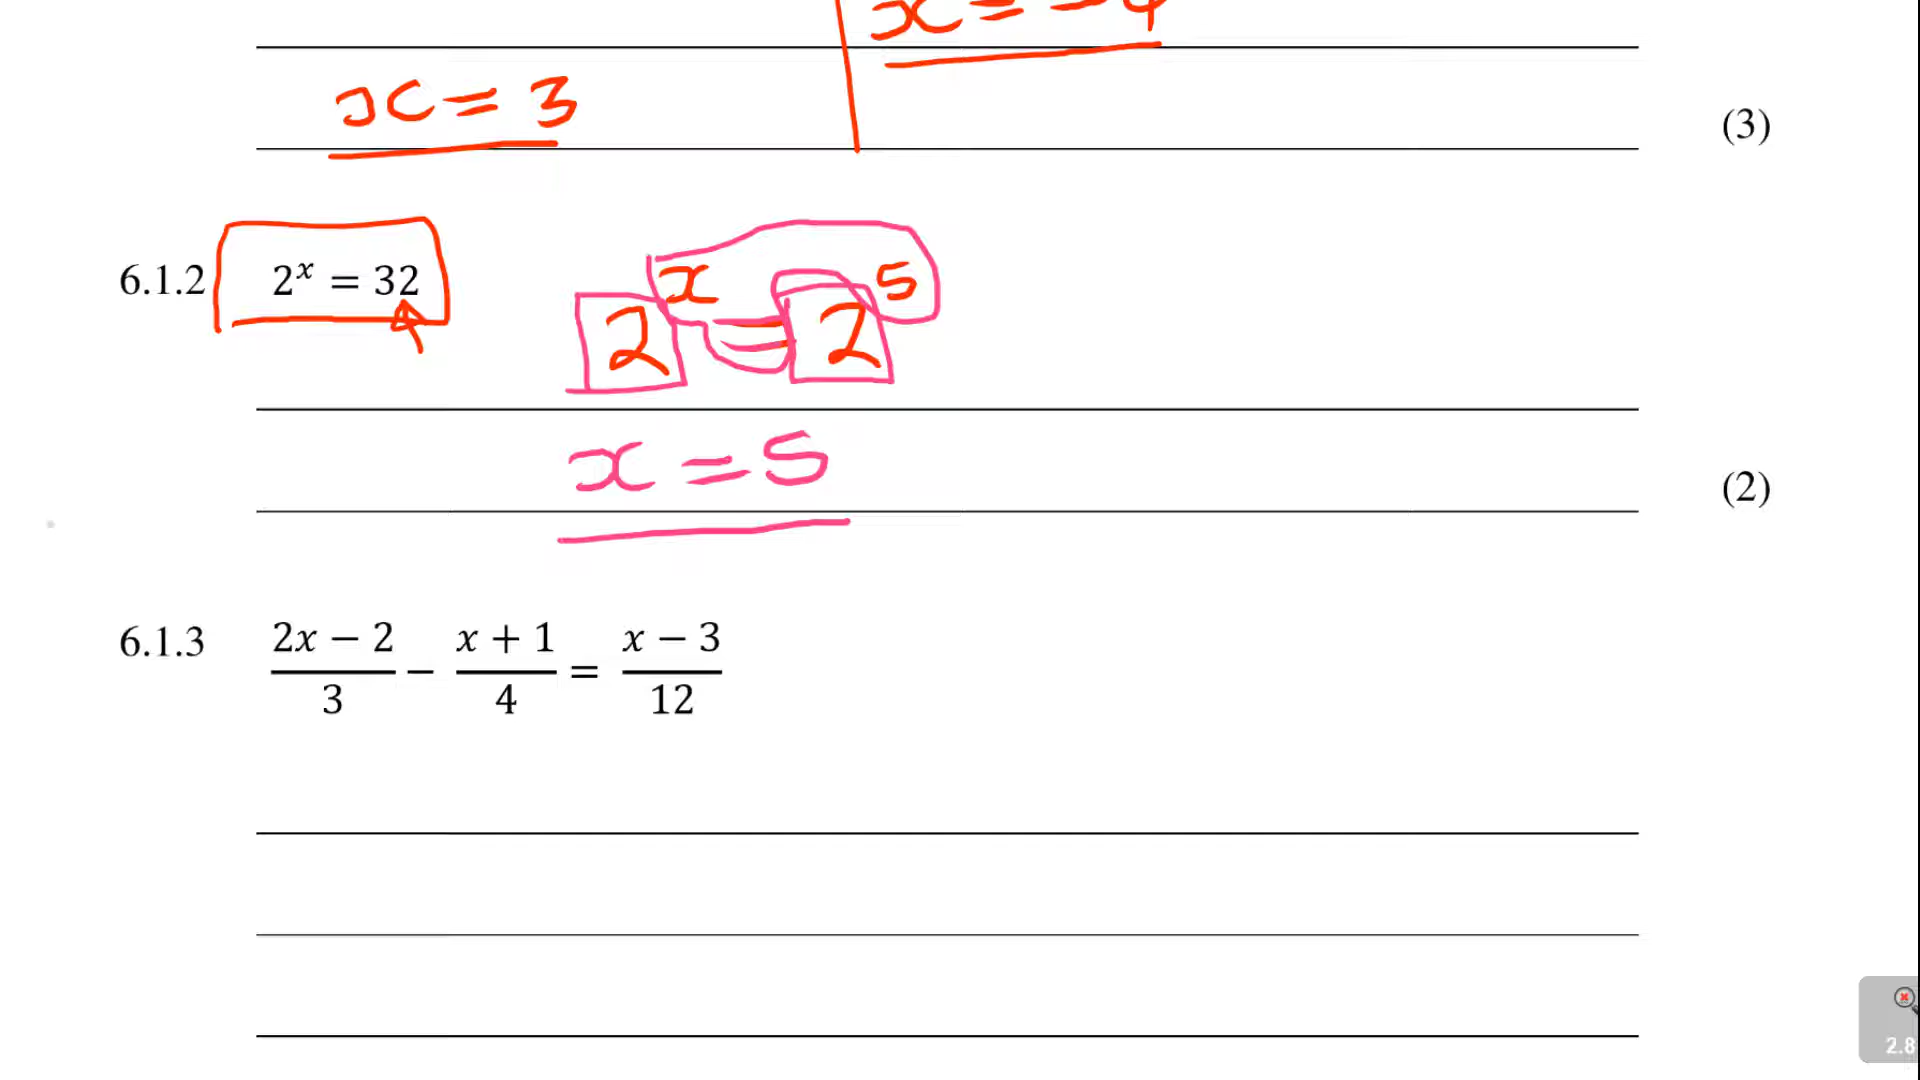 x = -4
x = 3
(3)
6.1.2 2^x = 32
2^x = 2^5
x = 5
(2)
6.1.3 (2x − 2)/3 − (x + 1)/4 = (x − 3)/12
2.8